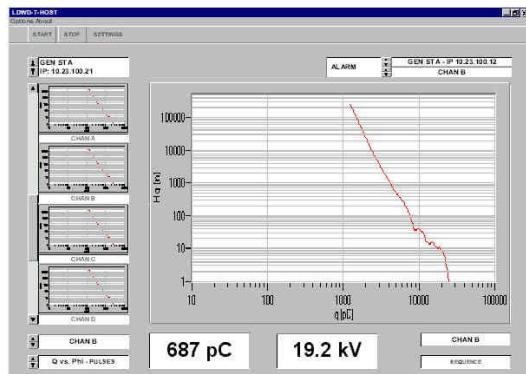 LDWD-T-HOST
Options About
START STOP SETTINGS
GEN STA
IP: 10.23.100.21
ALARM
GEN STA - IP 10.23.100.12
CHAN B
CHAN A
CHAN B
CHAN C
CHAN D
100000
10000
1000
100
10
1
Hq [n]
10 100 1000 10000 100000
q[pC]
CHAN B
Q vs. Phi - PULSES
687 pC
19.2 kV
CHAN B
SEQUENCE